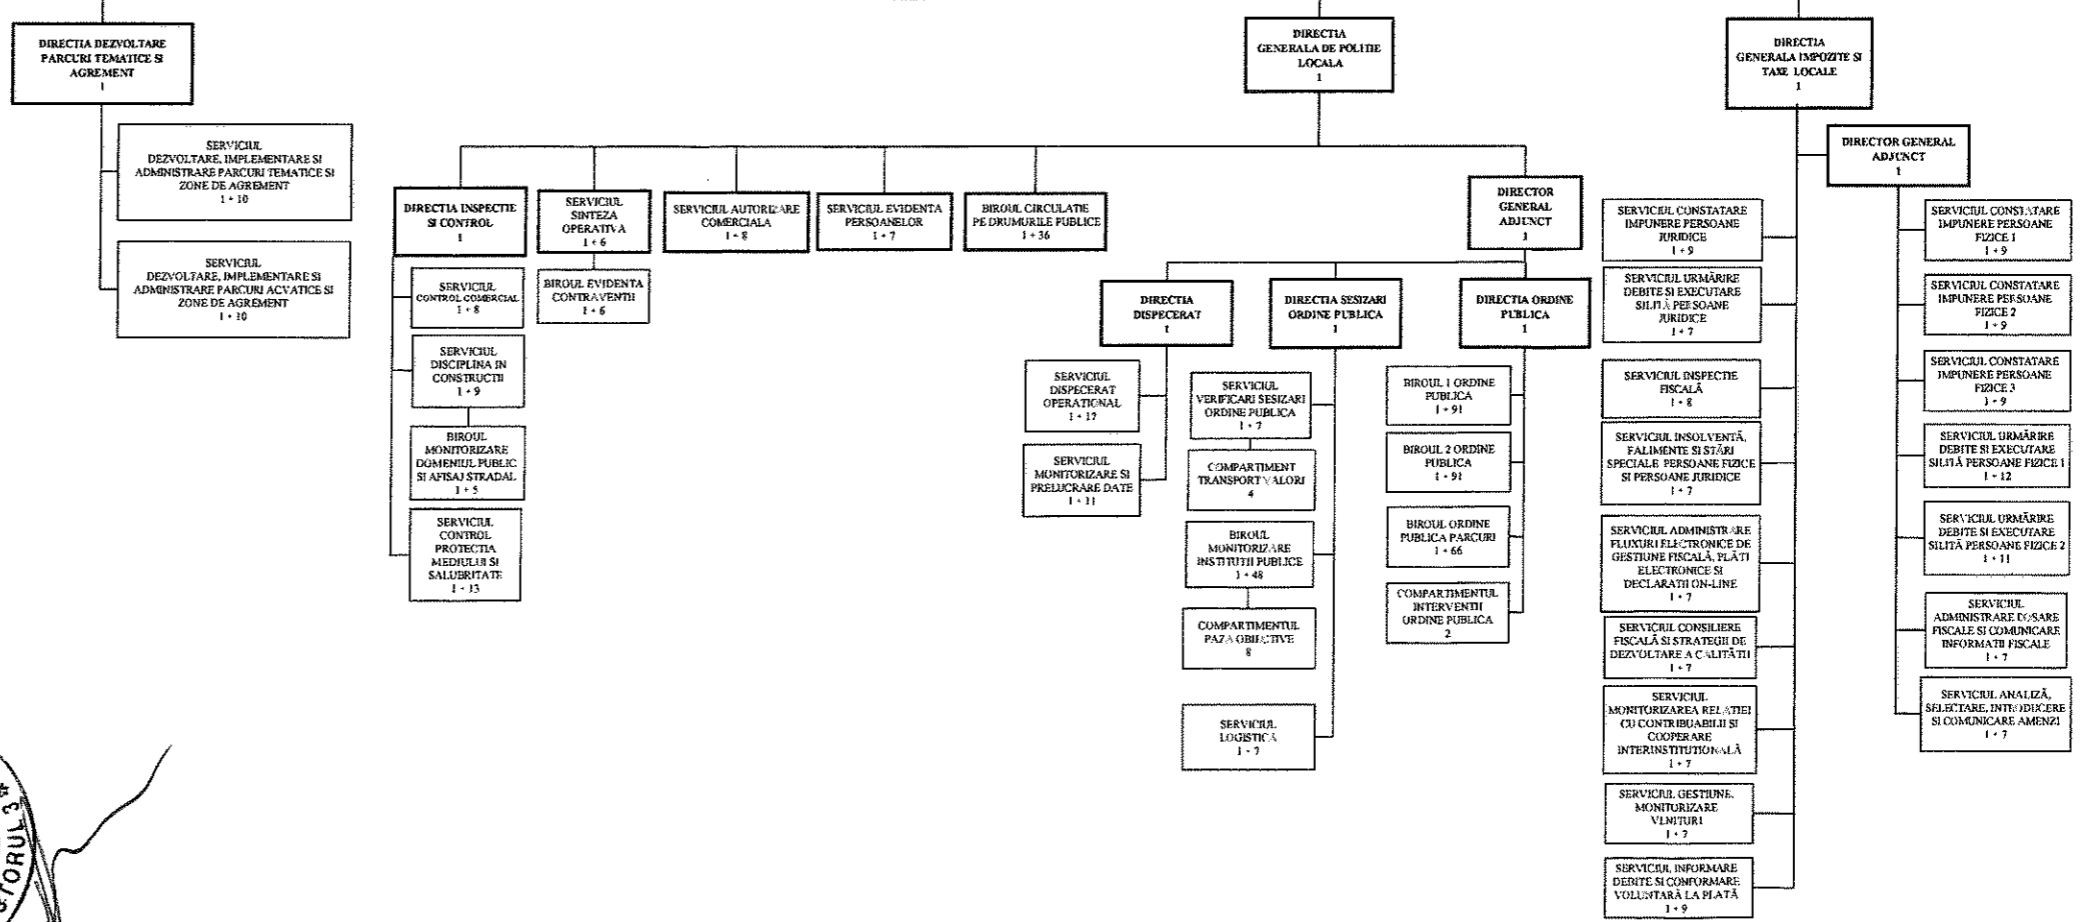 DIRECTIA DEZVOLTARE
PARCURI TEMATICE SI
AGREMENT
1
SERVICIUL
DEZVOLTARE, IMPLEMENTARE SI
ADMINISTRARE PARCURI TEMATICE SI
ZONE DE AGREMENT
1 + 10
SERVICIUL
DEZVOLTARE, IMPLEMENTARE SI
ADMINISTRARE PARCURI ACVATICE SI
ZONE DE AGREMENT
1 + 10
DIRECTIA
GENERALA DE POLITIE
LOCALA
1
DIRECTIA INSPECTIE
SI CONTROL
1
SERVICIUL
CONTROL COMERCIAL
1 + 8
SERVICIUL
DISCIPLINA IN
CONSTRUCTII
1 + 9
BIROUL
MONITORIZARE
DOMENIUL PUBLIC
SI AFISAJ STRADAL
1 + 5
SERVICIUL
CONTROL
PROTECTIA
MEDIULUI SI
SALUBRITATE
1 + 13
SERVICIUL
SINTEZA
OPERATIVA
1 + 6
BIROUL EVIDENTA
CONTRAVENTII
1 + 6
SERVICIUL AUTORIZARE
COMERCIALA
1 + 8
SERVICIUL EVIDENTA
PERSOANELOR
1 + 7
BIROUL CIRCULATIE
PE DRUMURILE PUBLICE
1 + 36
DIRECTOR
GENERAL
ADJUNCT
1
DIRECTIA
DISPECERAT
1
SERVICIUL
DISPECERAT
OPERATIONAL
SERVICIUL
MONITORIZARE SI
PRELUCRARE DATE
1 + 11
DIRECTIA SESIZARI
ORDINE PUBLICA
1
SERVICIUL
VERIFICARI SESIZARI
ORDINE PUBLICA
1 + 7
COMPARTIMENT
TRANSPORT VALORI
4
BIROUL
MONITORIZARE
INSTITUTII PUBLICE
1 + 48
COMPARTIMENTUL
PAZA OBIECTIVE
8
SERVICIUL
LOGISTICA
1 + 7
DIRECTIA ORDINE
PUBLICA
1
BIROUL 1 ORDINE
PUBLICA
1 + 91
BIROUL 2 ORDINE
PUBLICA
1 + 91
BIROUL ORDINE
PUBLICA PARCURI
1 + 66
COMPARTIMENTUL
INTERVENTII
ORDINE PUBLICA
2
DIRECTIA
GENERALA IMPOZITE SI
TAXE LOCALE
1
SERVICIUL CONSTATARE
IMPUNERE PERSOANE
JURIDICE
1 + 9
SERVICIUL URMĂRIRE
DEBITE SI EXECUTARE
SILITĂ PERSOANE
JURIDICE
1 + 7
SERVICIUL INSPECTIE
FISCALĂ
1 + 8
SERVICIUL INSOLVENTĂ,
FALIMENTE SI STĂRI
SPECIALE PERSOANE FIZICE
SI PERSOANE JURIDICE
1 + 7
SERVICIUL ADMINISTRARE
FLUXURI ELECTRONICE DE
GESTIUNE FISCALĂ, PLĂTI
ELECTRONICE SI
DECLARATII ON-LINE
1 + 7
SERVICIUL CONSILIERE
FISCALĂ SI STRATEGII DE
DEZVOLTARE A CALITĂTII
1 + 7
SERVICIUL
MONITORIZAREA RELATIEI
CU CONTRIBUABILII SI
COOPERARE
INTERINSTITUTIONALĂ
1 + 7
SERVICIUL GESTIUNE,
MONITORIZARE
VENITURI
1 + 7
SERVICIUL INFORMARE
DEBITE SI CONFORMARE
VOLUNTARĂ LA PLATĂ
1 + 9
DIRECTOR GENERAL
ADJUNCT
1
SERVICIUL CONSTATARE
IMPUNERE PERSOANE
FIZICE 1
1 + 9
SERVICIUL CONSTATARE
IMPUNERE PERSOANE
FIZICE 2
1 + 9
SERVICIUL CONSTATARE
IMPUNERE PERSOANE
FIZICE 3
1 + 9
SERVICIUL URMĂRIRE
DEBITE SI EXECUTARE
SILITĂ PERSOANE FIZICE 1
1 + 12
SERVICIUL URMĂRIRE
DEBITE SI EXECUTARE
SILITĂ PERSOANE FIZICE 2
1 + 11
SERVICIUL
ADMINISTRARE DOSARE
FISCALE SI COMUNICARE
INFORMATII FISCALE
1 + 7
SERVICIUL ANALIZĂ,
SELECTARE, INTRODUCERE
SI COMUNICARE AMENZI
1 + 7